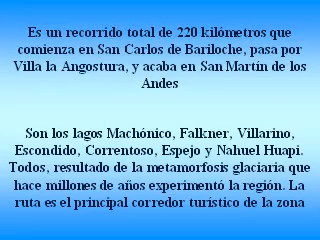 Es un recorrido total de 220 kilómetros que
comienza en San Carlos de Bariloche, pasa por
Villa la Angostura, y acaba en San Martín de los
Andes
Son los lagos Machónico, Falkner, Villarino,
Escondido, Correntoso, Espejo y Nahuel Huapi.
Todos, resultado de la metamorfosis glaciaria que
hace millones de años experimentó la región. La
ruta es el principal corredor turístico de la zona